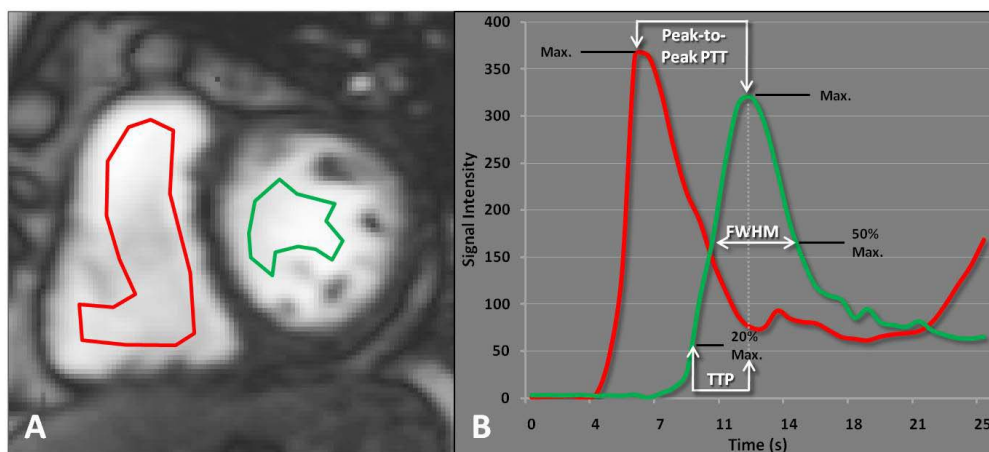 A
B
Signal Intensity
400
350
300
250
200
150
100
50
0
Peak-to-
Peak PTT
Max.
Max.
FWHM
50%
Max.
20%
Max.
TTP
0 4 7 11 14 18 21 25
Time (s)